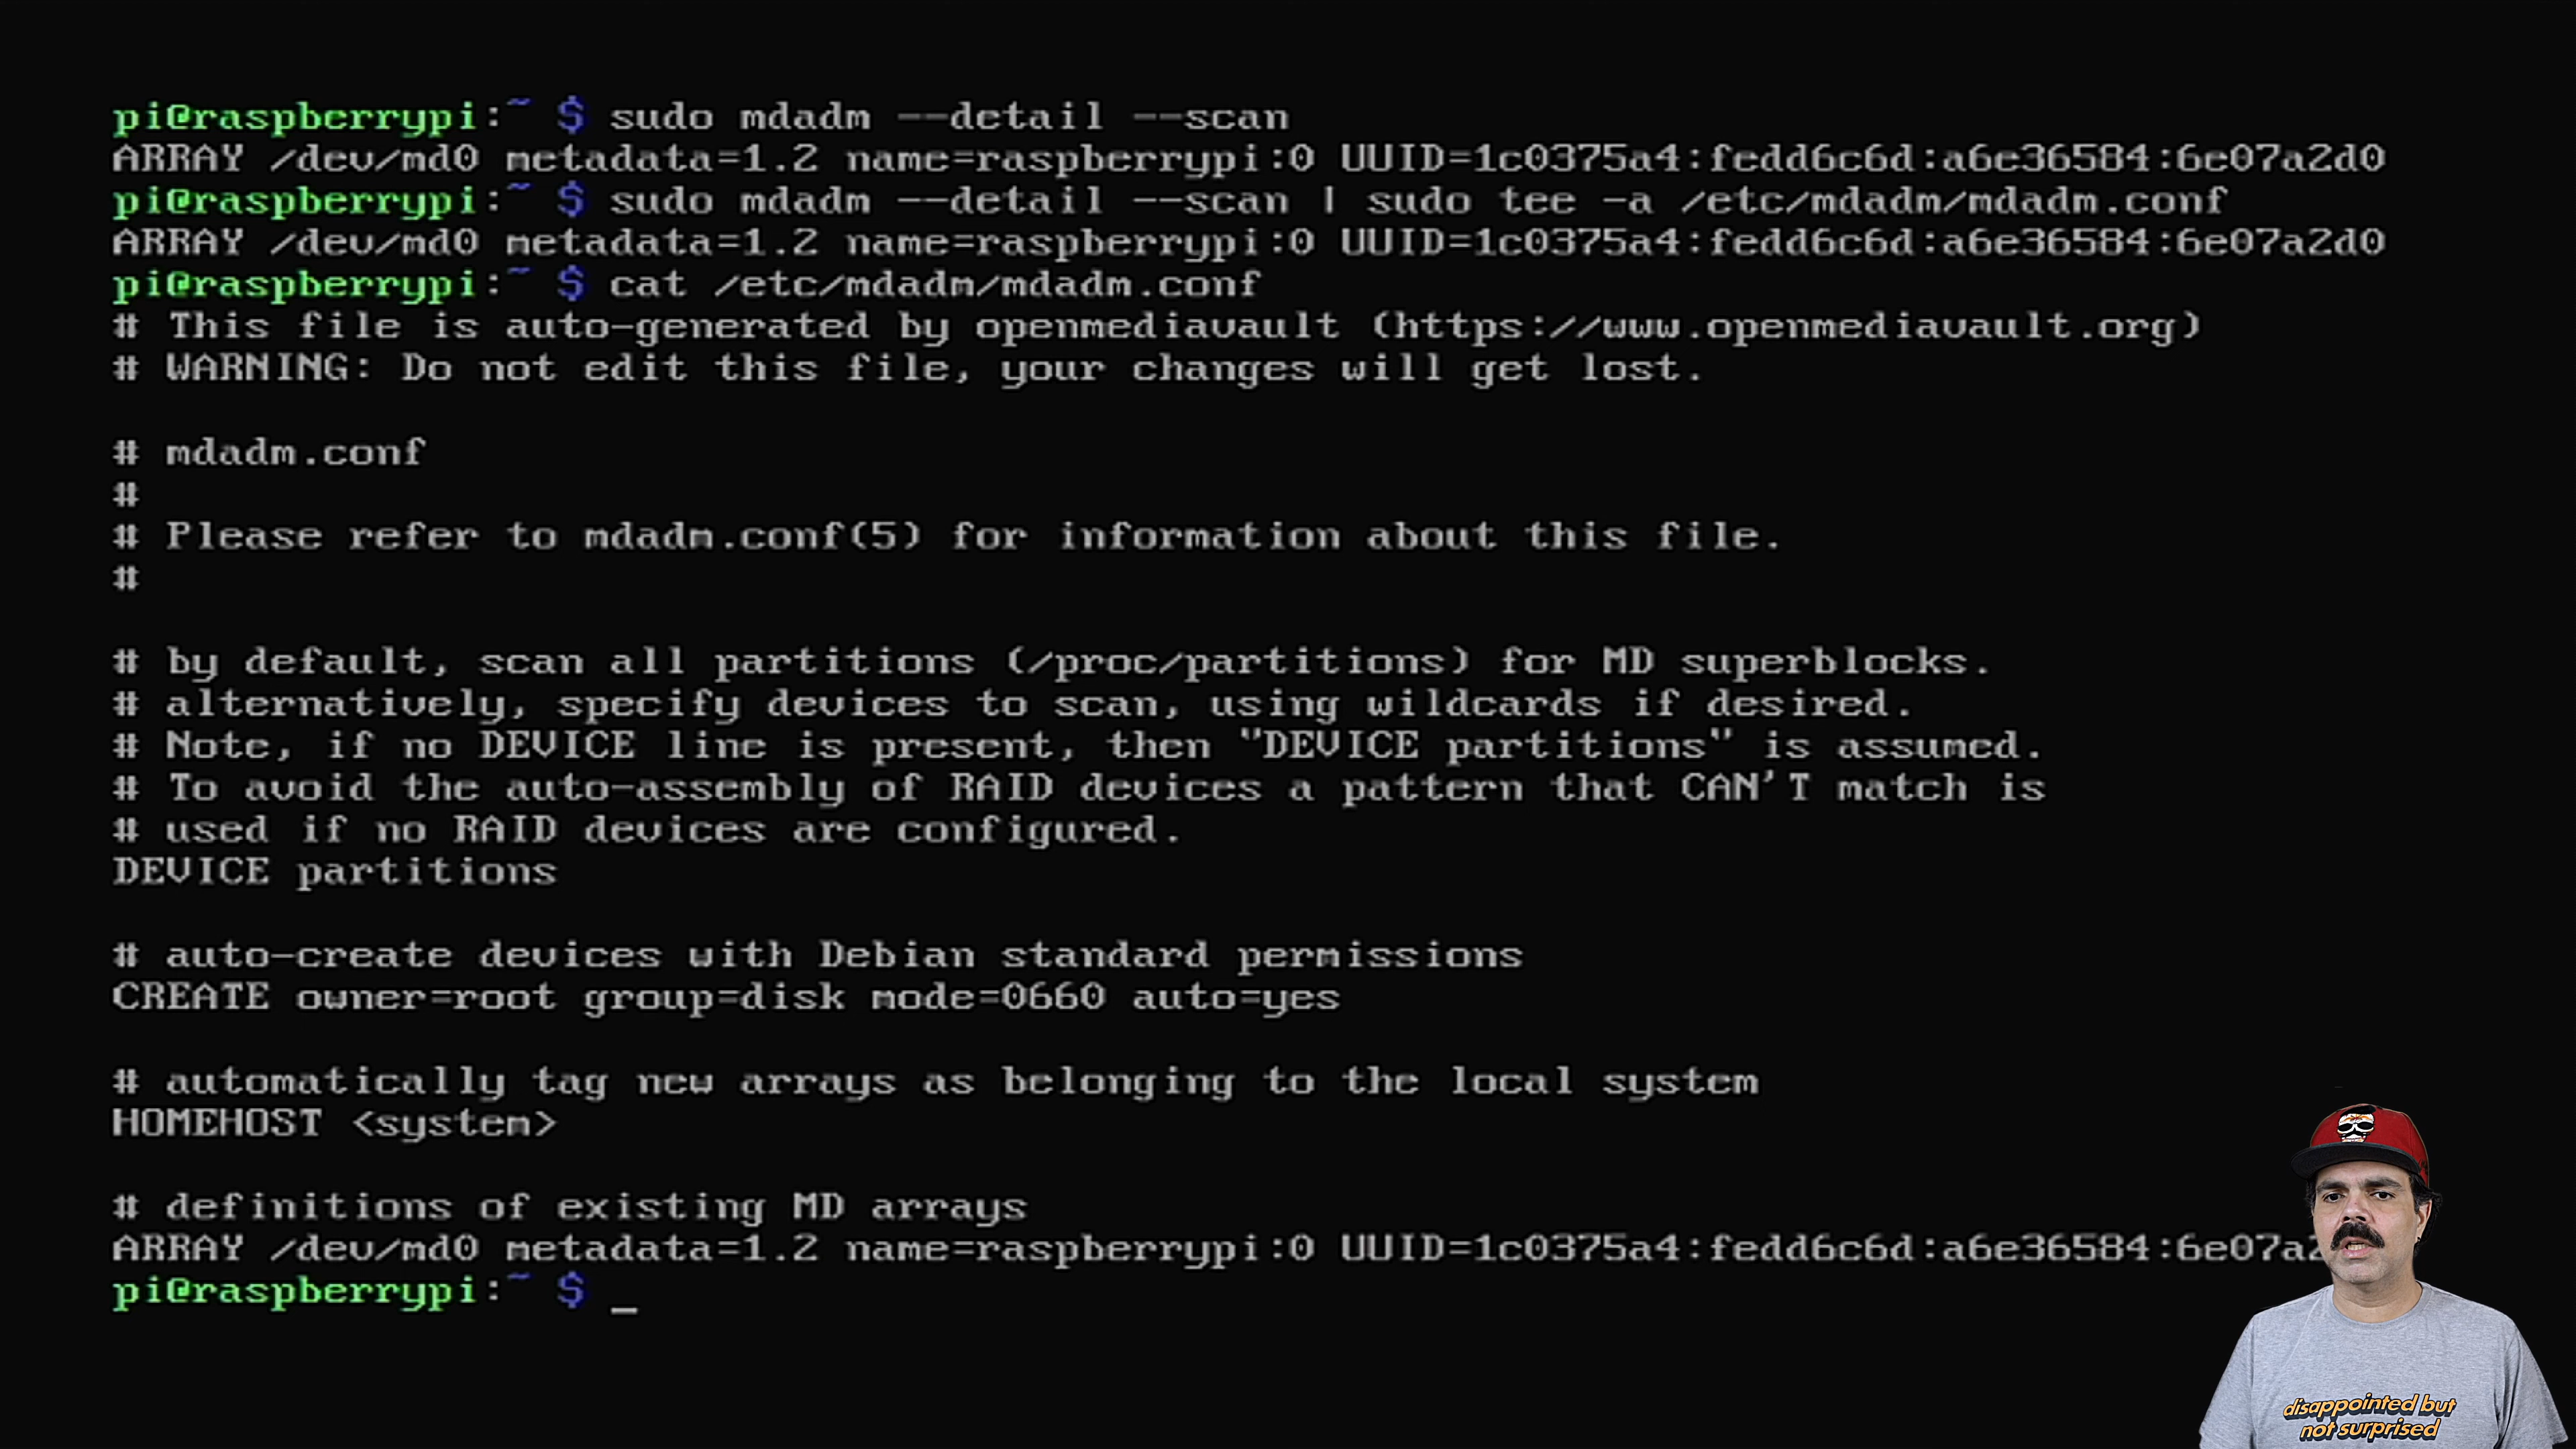 pi@raspberrypi:~ $ sudo mdadm --detail --scan
ARRAY /dev/md0 metadata=1.2 name=raspberrypi:0 UUID=1c0375a4:fedd6c6d:a6e36584:6e07a2d0
pi@raspberrypi:~ $ sudo mdadm --detail --scan | sudo tee -a /etc/mdadm/mdadm.conf
ARRAY /dev/md0 metadata=1.2 name=raspberrypi:0 UUID=1c0375a4:fedd6c6d:a6e36584:6e07a2d0
pi@raspberrypi:~ $ cat /etc/mdadm/mdadm.conf
# This file is auto-generated by openmediavault (https://www.openmediavault.org)
# WARNING: Do not edit this file, your changes will get lost.
# mdadm.conf
#
# Please refer to mdadm.conf(5) for information about this file.
#
# by default, scan all partitions (/proc/partitions) for MD superblocks.
# alternatively, specify devices to scan, using wildcards if desired.
# Note, if no DEVICE line is present, then "DEVICE partitions" is assumed.
# To avoid the auto-assembly of RAID devices a pattern that CAN'T match is
# used if no RAID devices are configured.
DEVICE partitions
# auto-create devices with Debian standard permissions
CREATE owner=root group=disk mode=0660 auto=yes
# automatically tag new arrays as belonging to the local system
HOMEHOST <system>
# definitions of existing MD arrays
ARRAY /dev/md0 metadata=1.2 name=raspberrypi:0 UUID=1c0375a4:fedd6c6d:a6e36584:6e07a2
pi@raspberrypi:~ $ _
disappointed but
not surprised